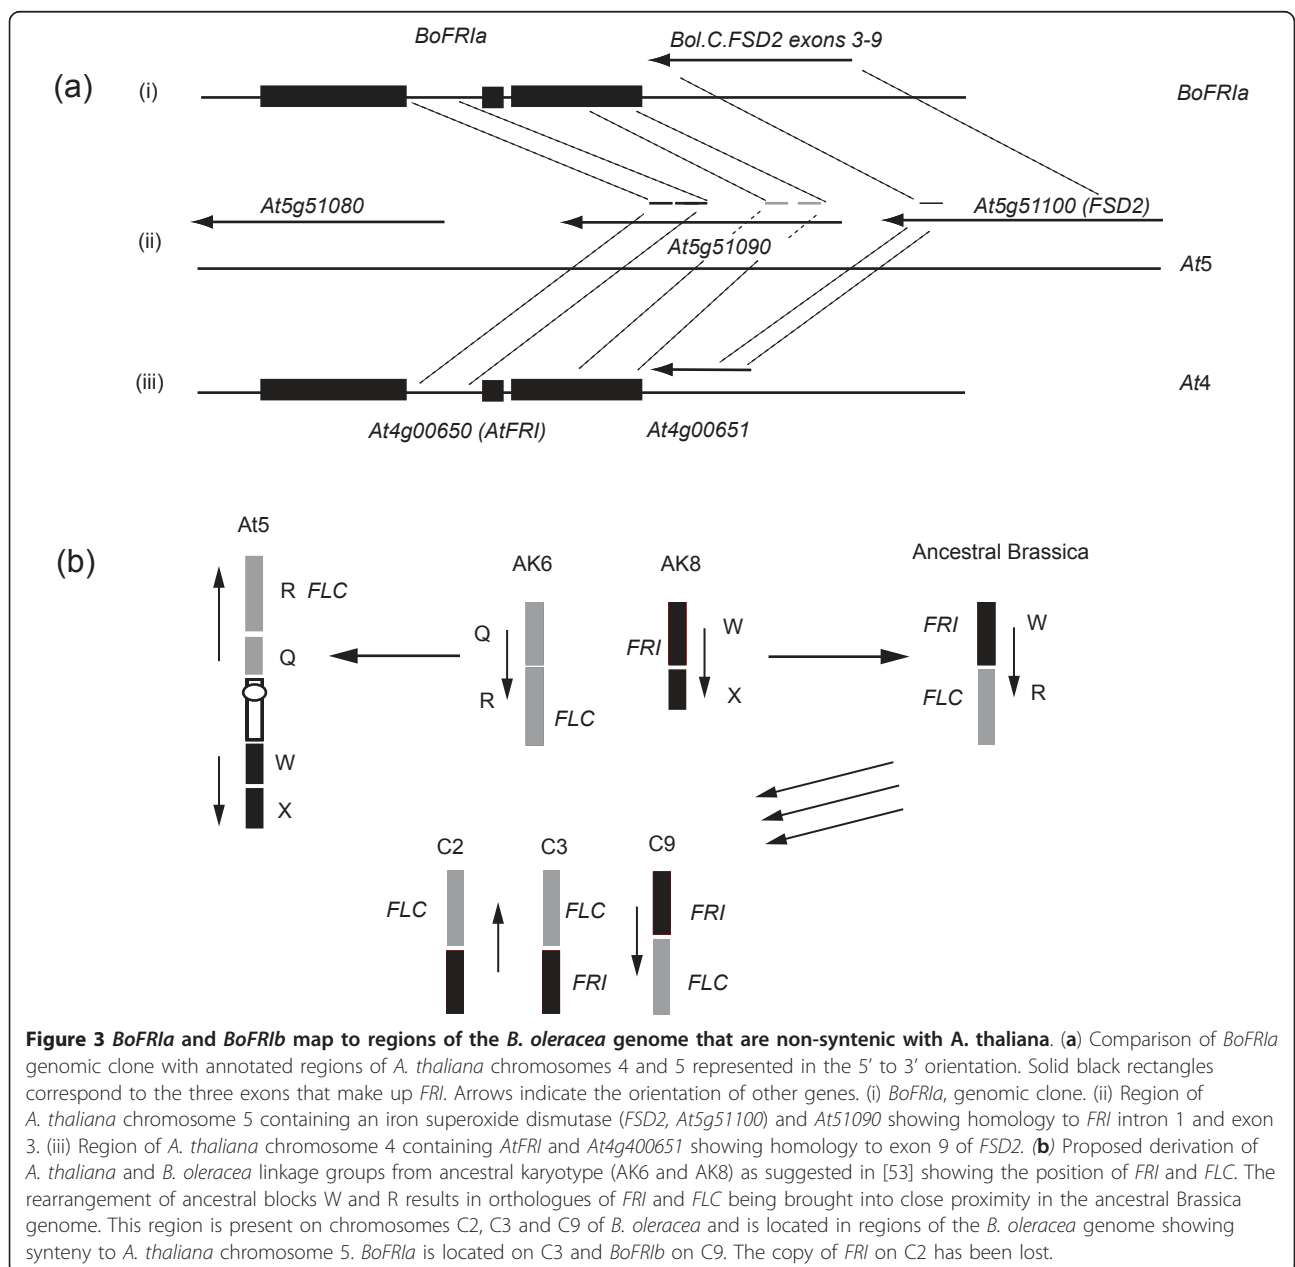 BoFRIa
Bol.C.FSD2 exons 3-9
(a)
(i)
BoFRIa
At5g51080
At5g51100 (FSD2)
(ii)
At5g51090
At5
(iii)
At4
At4g00650 (AtFRI)
At4g00651
(b)
At5
AK6
AK8
Ancestral Brassica
R FLC
Q
W
X
Q
R
FLC
FRI
W
X
FRI
W
FLC
R
C2
C3
C9
FLC
FLC
FRI
FRI
FLC
Figure 3 BoFRIa and BoFRIb map to regions of the B. oleracea genome that are non-syntenic with A. thaliana. (a) Comparison of BoFRIa
genomic clone with annotated regions of A. thaliana chromosomes 4 and 5 represented in the 5’ to 3’ orientation. Solid black rectangles
correspond to the three exons that make up FRI. Arrows indicate the orientation of other genes. (i) BoFRIa, genomic clone. (ii) Region of
A. thaliana chromosome 5 containing an iron superoxide dismutase (FSD2, At5g51100) and At51090 showing homology to FRI intron 1 and exon
3. (iii) Region of A. thaliana chromosome 4 containing AtFRI and At4g400651 showing homology to exon 9 of FSD2. (b) Proposed derivation of
A. thaliana and B. oleracea linkage groups from ancestral karyotype (AK6 and AK8) as suggested in [53] showing the position of FRI and FLC. The
rearrangement of ancestral blocks W and R results in orthologues of FRI and FLC being brought into close proximity in the ancestral Brassica
genome. This region is present on chromosomes C2, C3 and C9 of B. oleracea and is located in regions of the B. oleracea genome showing
synteny to A. thaliana chromosome 5. BoFRIa is located on C3 and BoFRIb on C9. The copy of FRI on C2 has been lost.